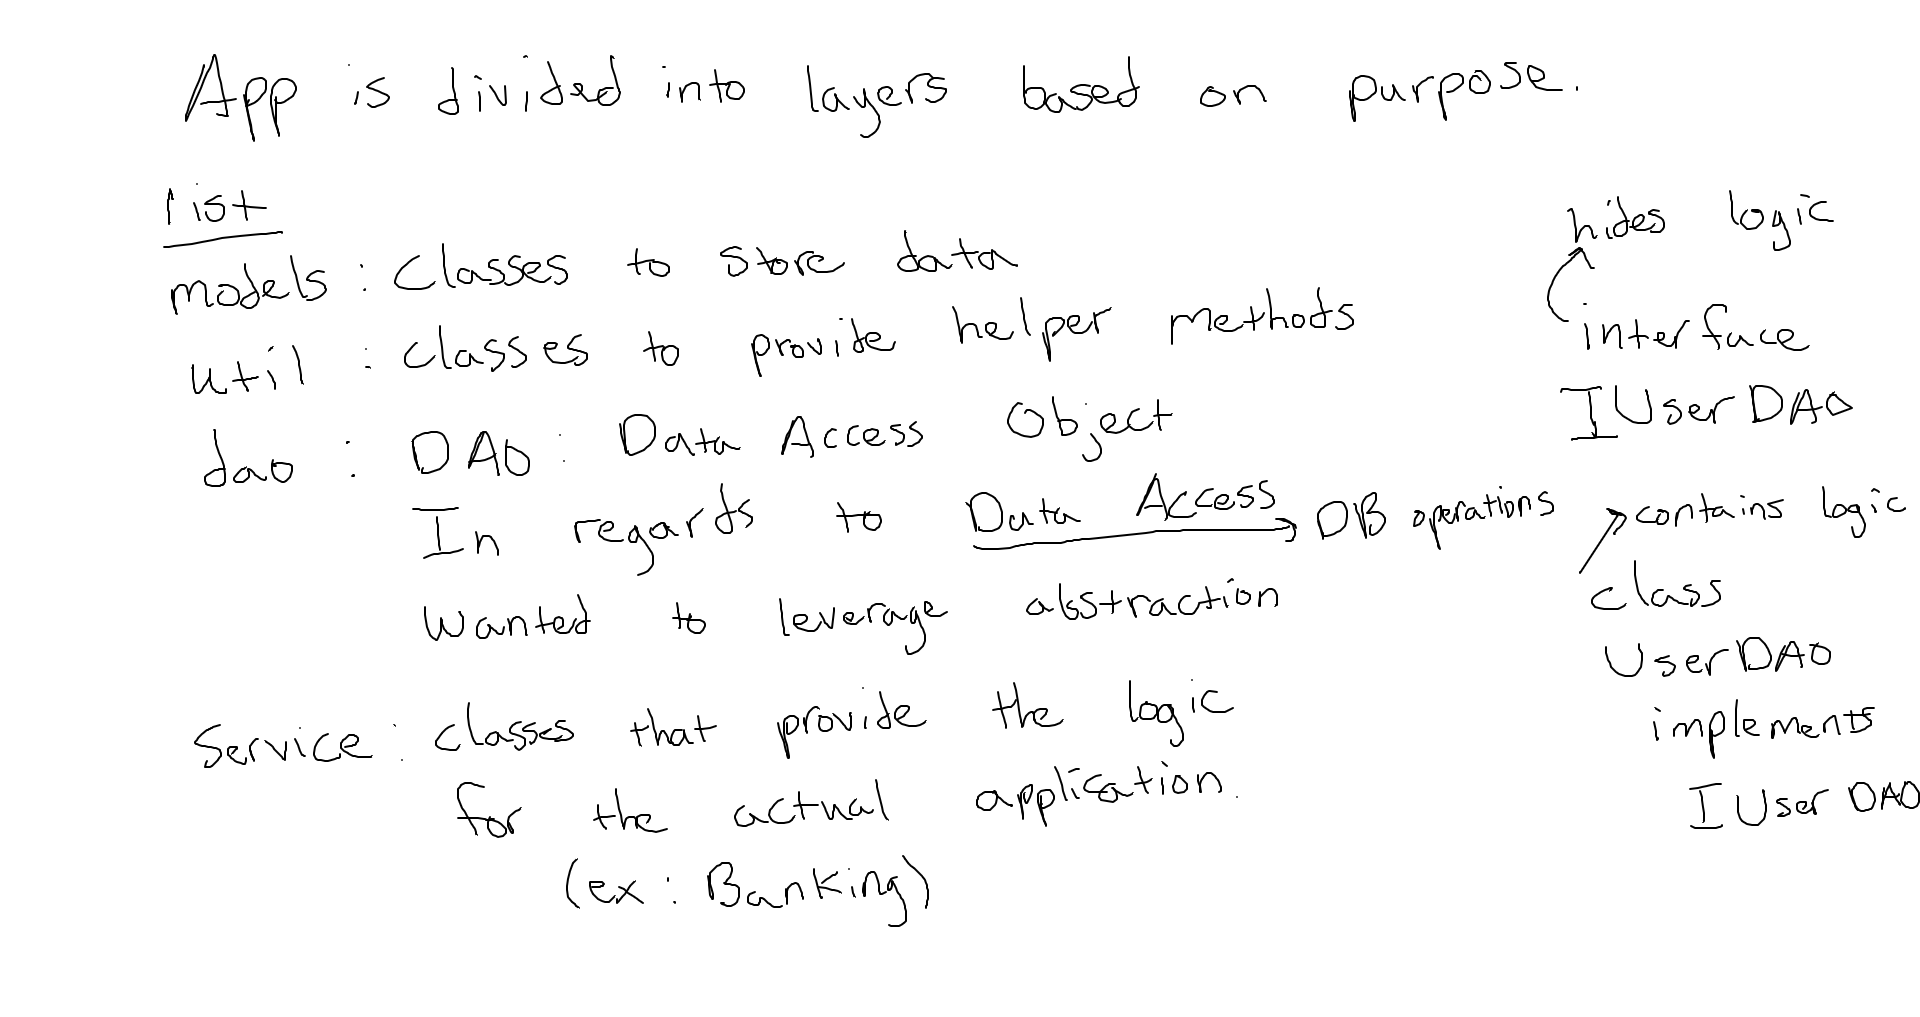 App is divided into layers based on purpose.
list
models : Classes to store data
util : classes to provide helper methods
dao : DAO : Data Access Object
In regards to Data Access → DB operations
Wanted to leverage abstraction
Service : classes that provide the logic
for the actual application.
(ex : Banking)
hides logic
interface
IUserDAO
contains logic
class
UserDAO
implements
IUserDAO